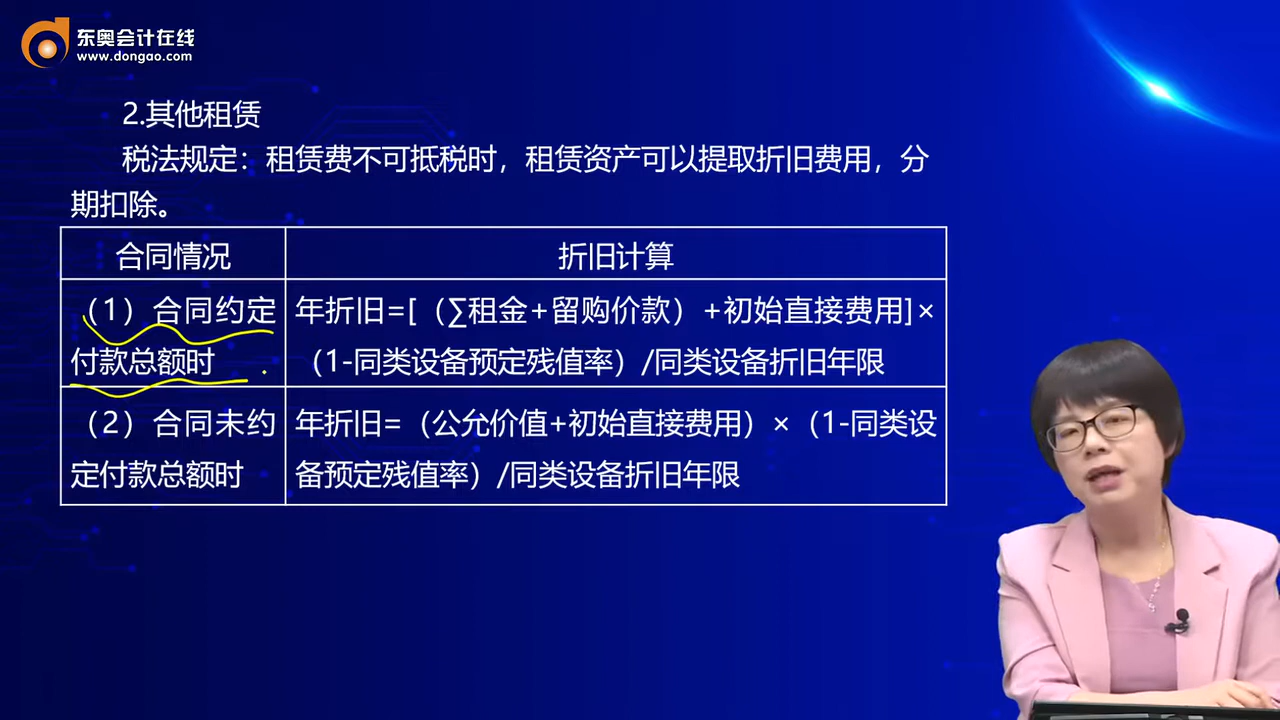 东奥会计在线
www.dongao.com
2.其他租赁
税法规定：租赁费不可抵税时，租赁资产可以提取折旧费用，分
期扣除。
合同情况
折旧计算
（1）合同约定
付款总额时
年折旧=[（∑租金+留购价款）+初始直接费用]×
（1-同类设备预定残值率）/同类设备折旧年限
（2）合同未约
定付款总额时
年折旧=（公允价值+初始直接费用）×（1-同类设
备预定残值率）/同类设备折旧年限